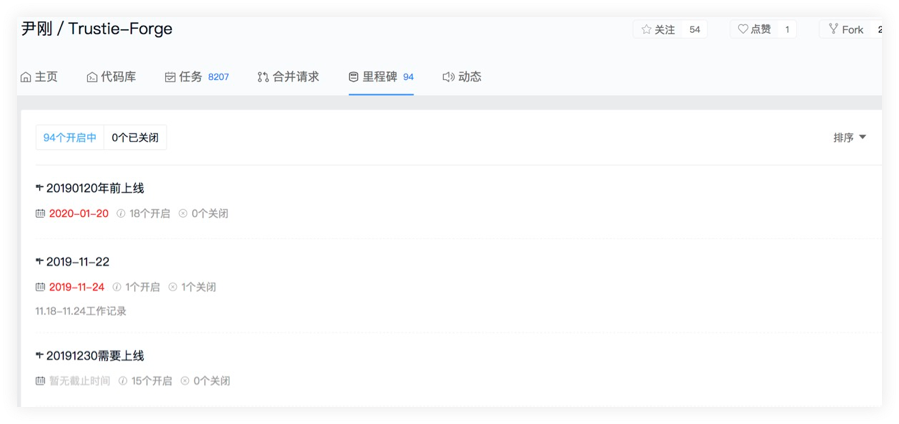 尹刚 / Trustie-Forge
关注 54 点赞 1 Fork
主页 代码库 任务 8207 合并请求 里程碑 94 动态
94个开启中 0个已关闭 排序
20190120年前上线
2020-01-20 18个开启 0个关闭
2019-11-22
2019-11-24 1个开启 1个关闭
11.18-11.24工作记录
20191230需要上线
暂无截止时间 15个开启 0个关闭